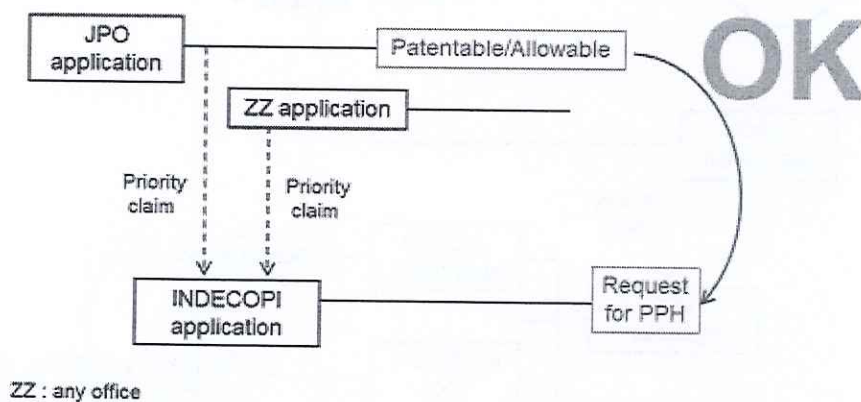 JPO
application
Patentable/Allowable
OK
ZZ application
Priority
claim
Priority
claim
INDECOPI
application
Request
for PPH
ZZ : any office